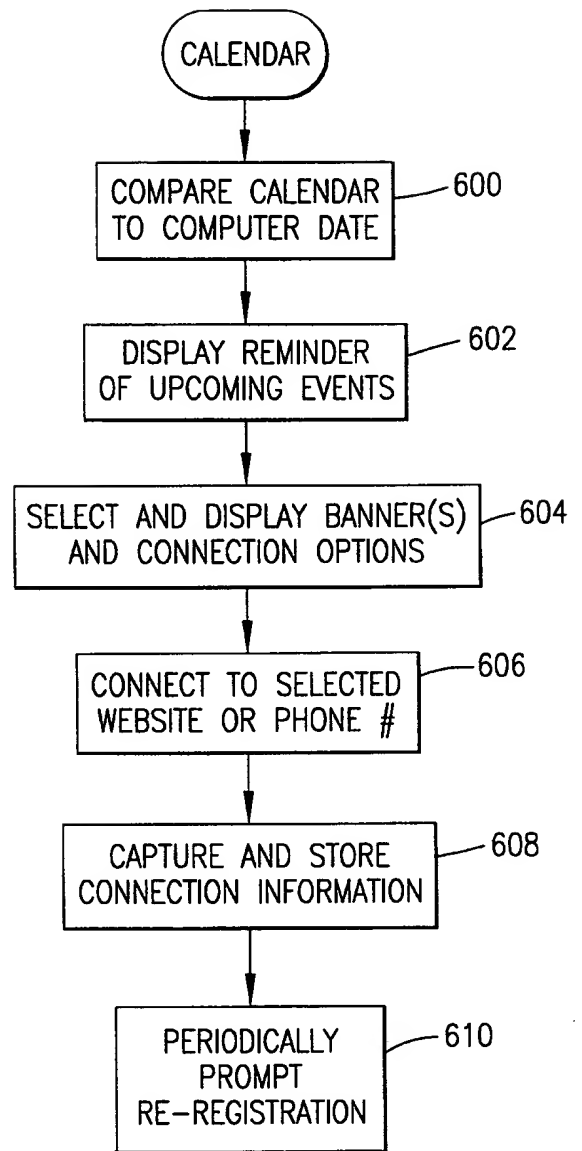 CALENDAR
COMPARE CALENDAR
TO COMPUTER DATE
600
DISPLAY REMINDER
OF UPCOMING EVENTS
602
SELECT AND DISPLAY BANNER(S)
AND CONNECTION OPTIONS
604
CONNECT TO SELECTED
WEBSITE OR PHONE #
606
CAPTURE AND STORE
CONNECTION INFORMATION
608
PERIODICALLY
PROMPT
RE-REGISTRATION
610